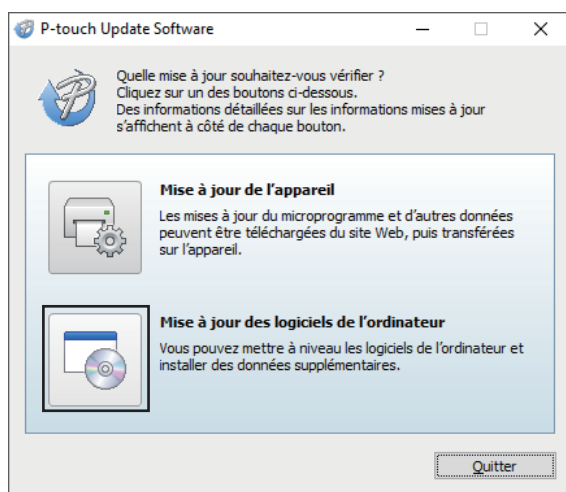 P-touch Update Software
Quelle mise à jour souhaitez-vous vérifier ?
Cliquez sur un des boutons ci-dessous.
Des informations détaillées sur les informations mises à jour
s'affichent à côté de chaque bouton.
Mise à jour de l'appareil
Les mises à jour du microprogramme et d'autres données
peuvent être téléchargées du site Web, puis transférées
sur l'appareil.
Mise à jour des logiciels de l'ordinateur
Vous pouvez mettre à niveau les logiciels de l'ordinateur et
installer des données supplémentaires.
Quitter